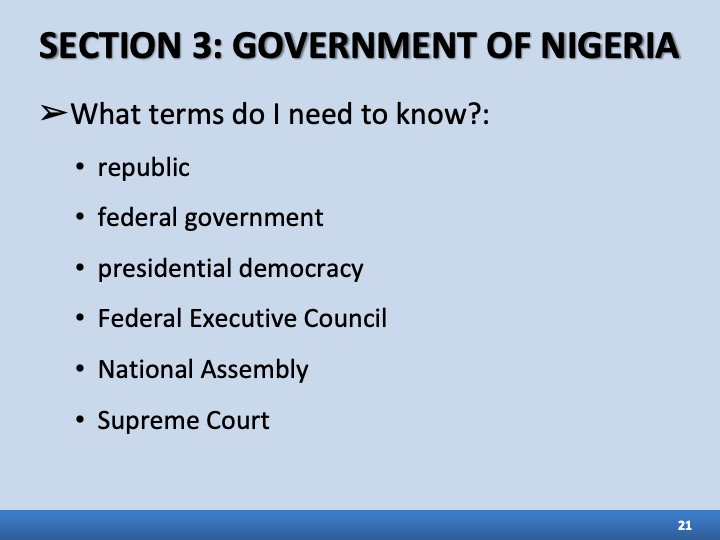 SECTION 3: GOVERNMENT OF NIGERIA
➢What terms do I need to know?:
• republic
• federal government
• presidential democracy
• Federal Executive Council
• National Assembly
• Supreme Court
21